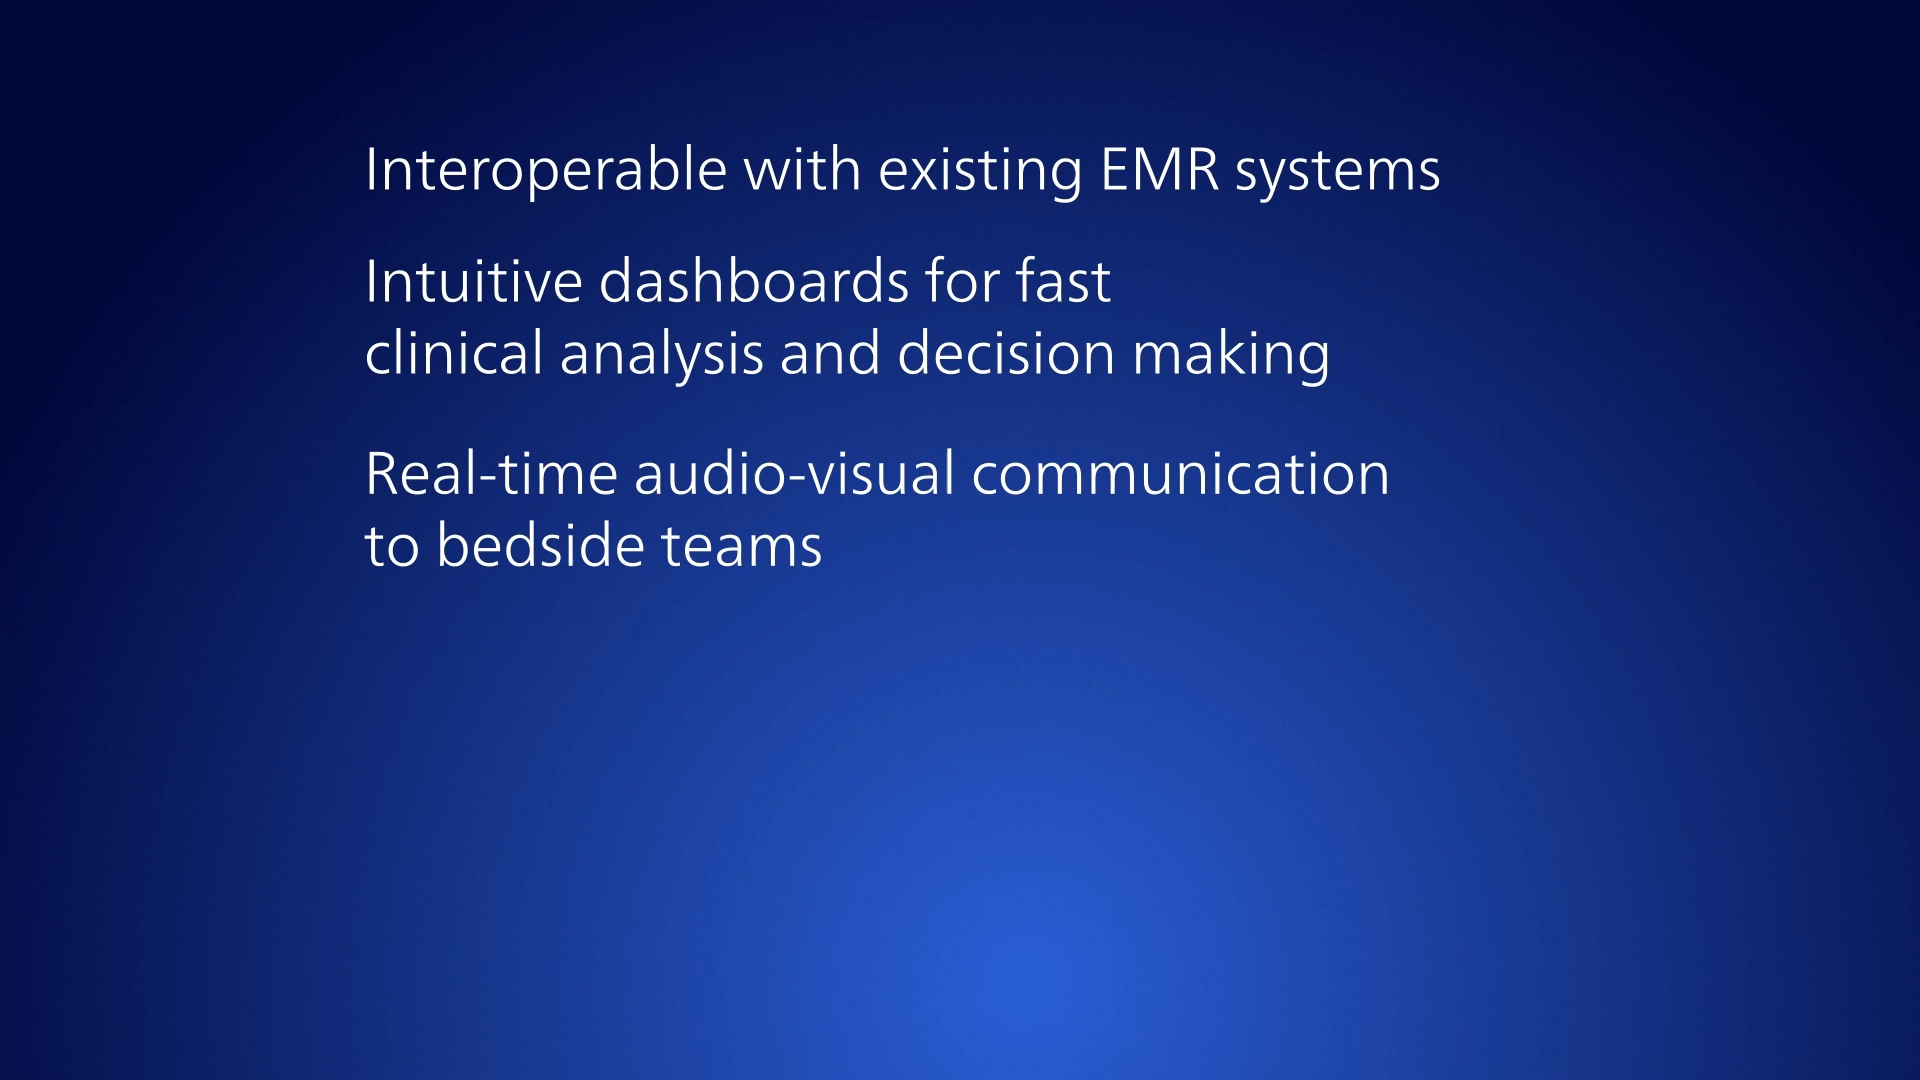 Interoperable with existing EMR systems
Intuitive dashboards for fast
clinical analysis and decision making
Real-time audio-visual communication
to bedside teams